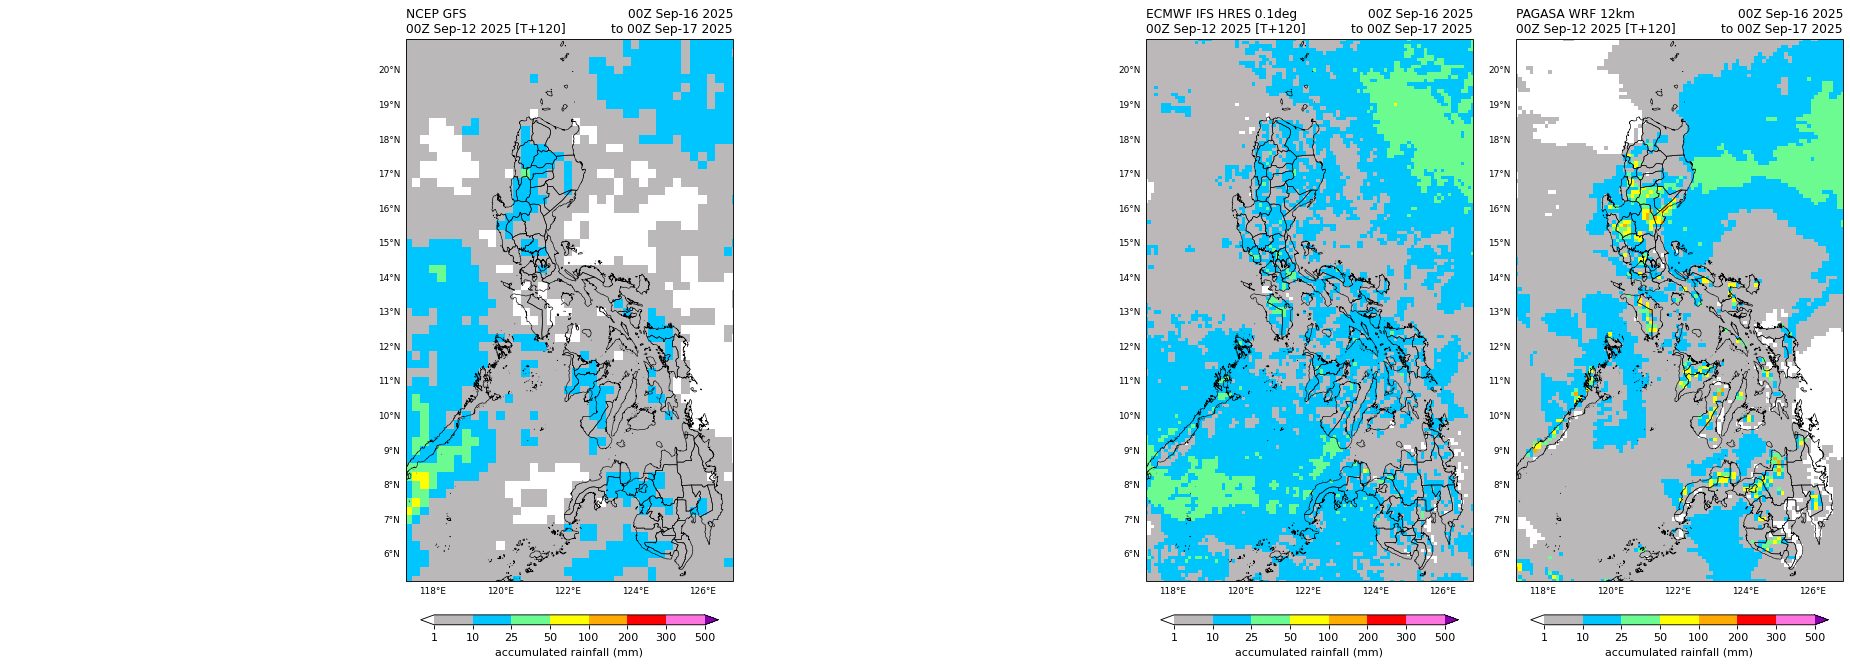 NCEP GFS 00Z Sep-16 2025
00Z Sep-12 2025 [T+120] to 00Z Sep-17 2025
20°N
19°N
18°N
17°N
16°N
15°N
14°N
13°N
12°N
11°N
10°N
9°N
8°N
7°N
6°N
118°E 120°E 122°E 124°E 126°E
1 10 25 50 100 200 300 500
accumulated rainfall (mm)
ECMWF IFS HRES 0.1deg 00Z Sep-16 2025
00Z Sep-12 2025 [T+120] to 00Z Sep-17 2025
20°N
19°N
18°N
17°N
16°N
15°N
14°N
13°N
12°N
11°N
10°N
9°N
8°N
7°N
6°N
118°E 120°E 122°E 124°E 126°E
1 10 25 50 100 200 300 500
accumulated rainfall (mm)
PAGASA WRF 12km 00Z Sep-16 2025
00Z Sep-12 2025 [T+120] to 00Z Sep-17 2025
20°N
19°N
18°N
17°N
16°N
15°N
14°N
13°N
12°N
11°N
10°N
9°N
8°N
7°N
6°N
118°E 120°E 122°E 124°E 126°E
1 10 25 50 100 200 300 500
accumulated rainfall (mm)